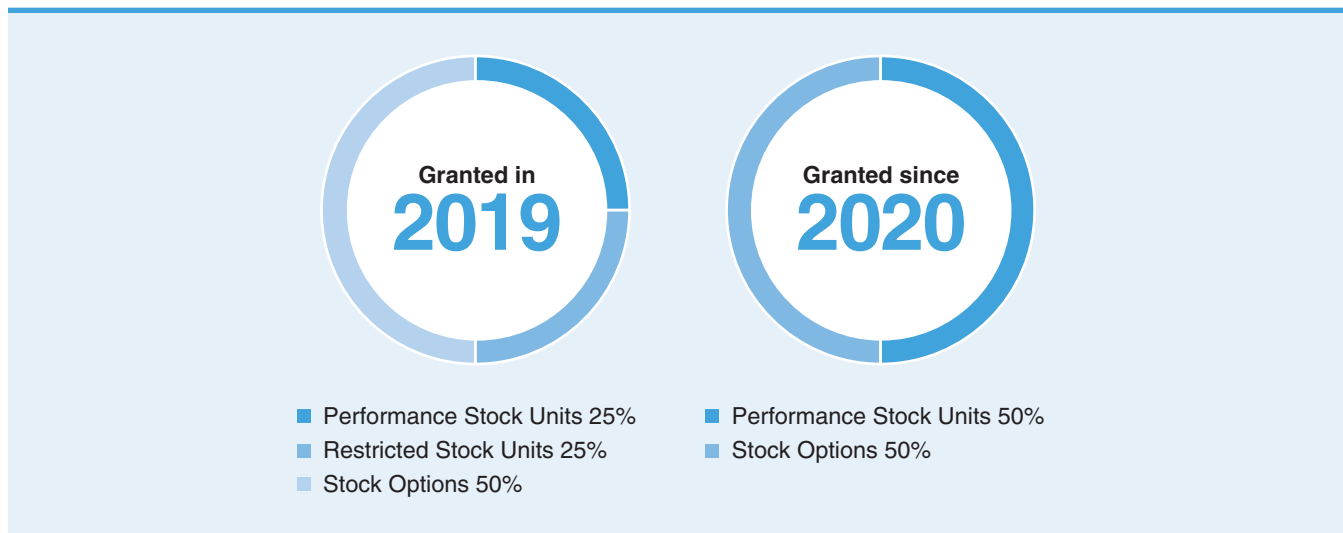 Granted in
2019
Performance Stock Units 25%
Restricted Stock Units 25%
Stock Options 50%
Granted since
2020
Performance Stock Units 50%
Stock Options 50%